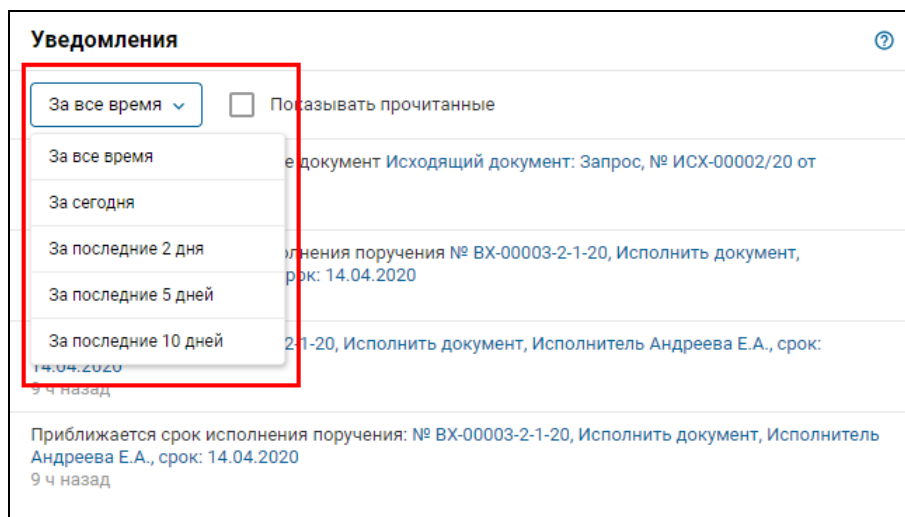 Уведомления
За все время
Показывать прочитанные
За все время
За сегодня
За последние 2 дня
За последние 5 дней
За последние 10 дней
документ Исходящий документ: Запрос, № ИСХ-00002/20 от
поручения № ВХ-00003-2-1-20, Исполнить документ,
срок: 14.04.2020
2-1-20, Исполнить документ, Исполнитель Андреева Е.А., срок:
14.04.2020
9 ч назад
Приближается срок исполнения поручения: № ВХ-00003-2-1-20, Исполнить документ, Исполнитель
Андреева Е.А., срок: 14.04.2020
9 ч назад